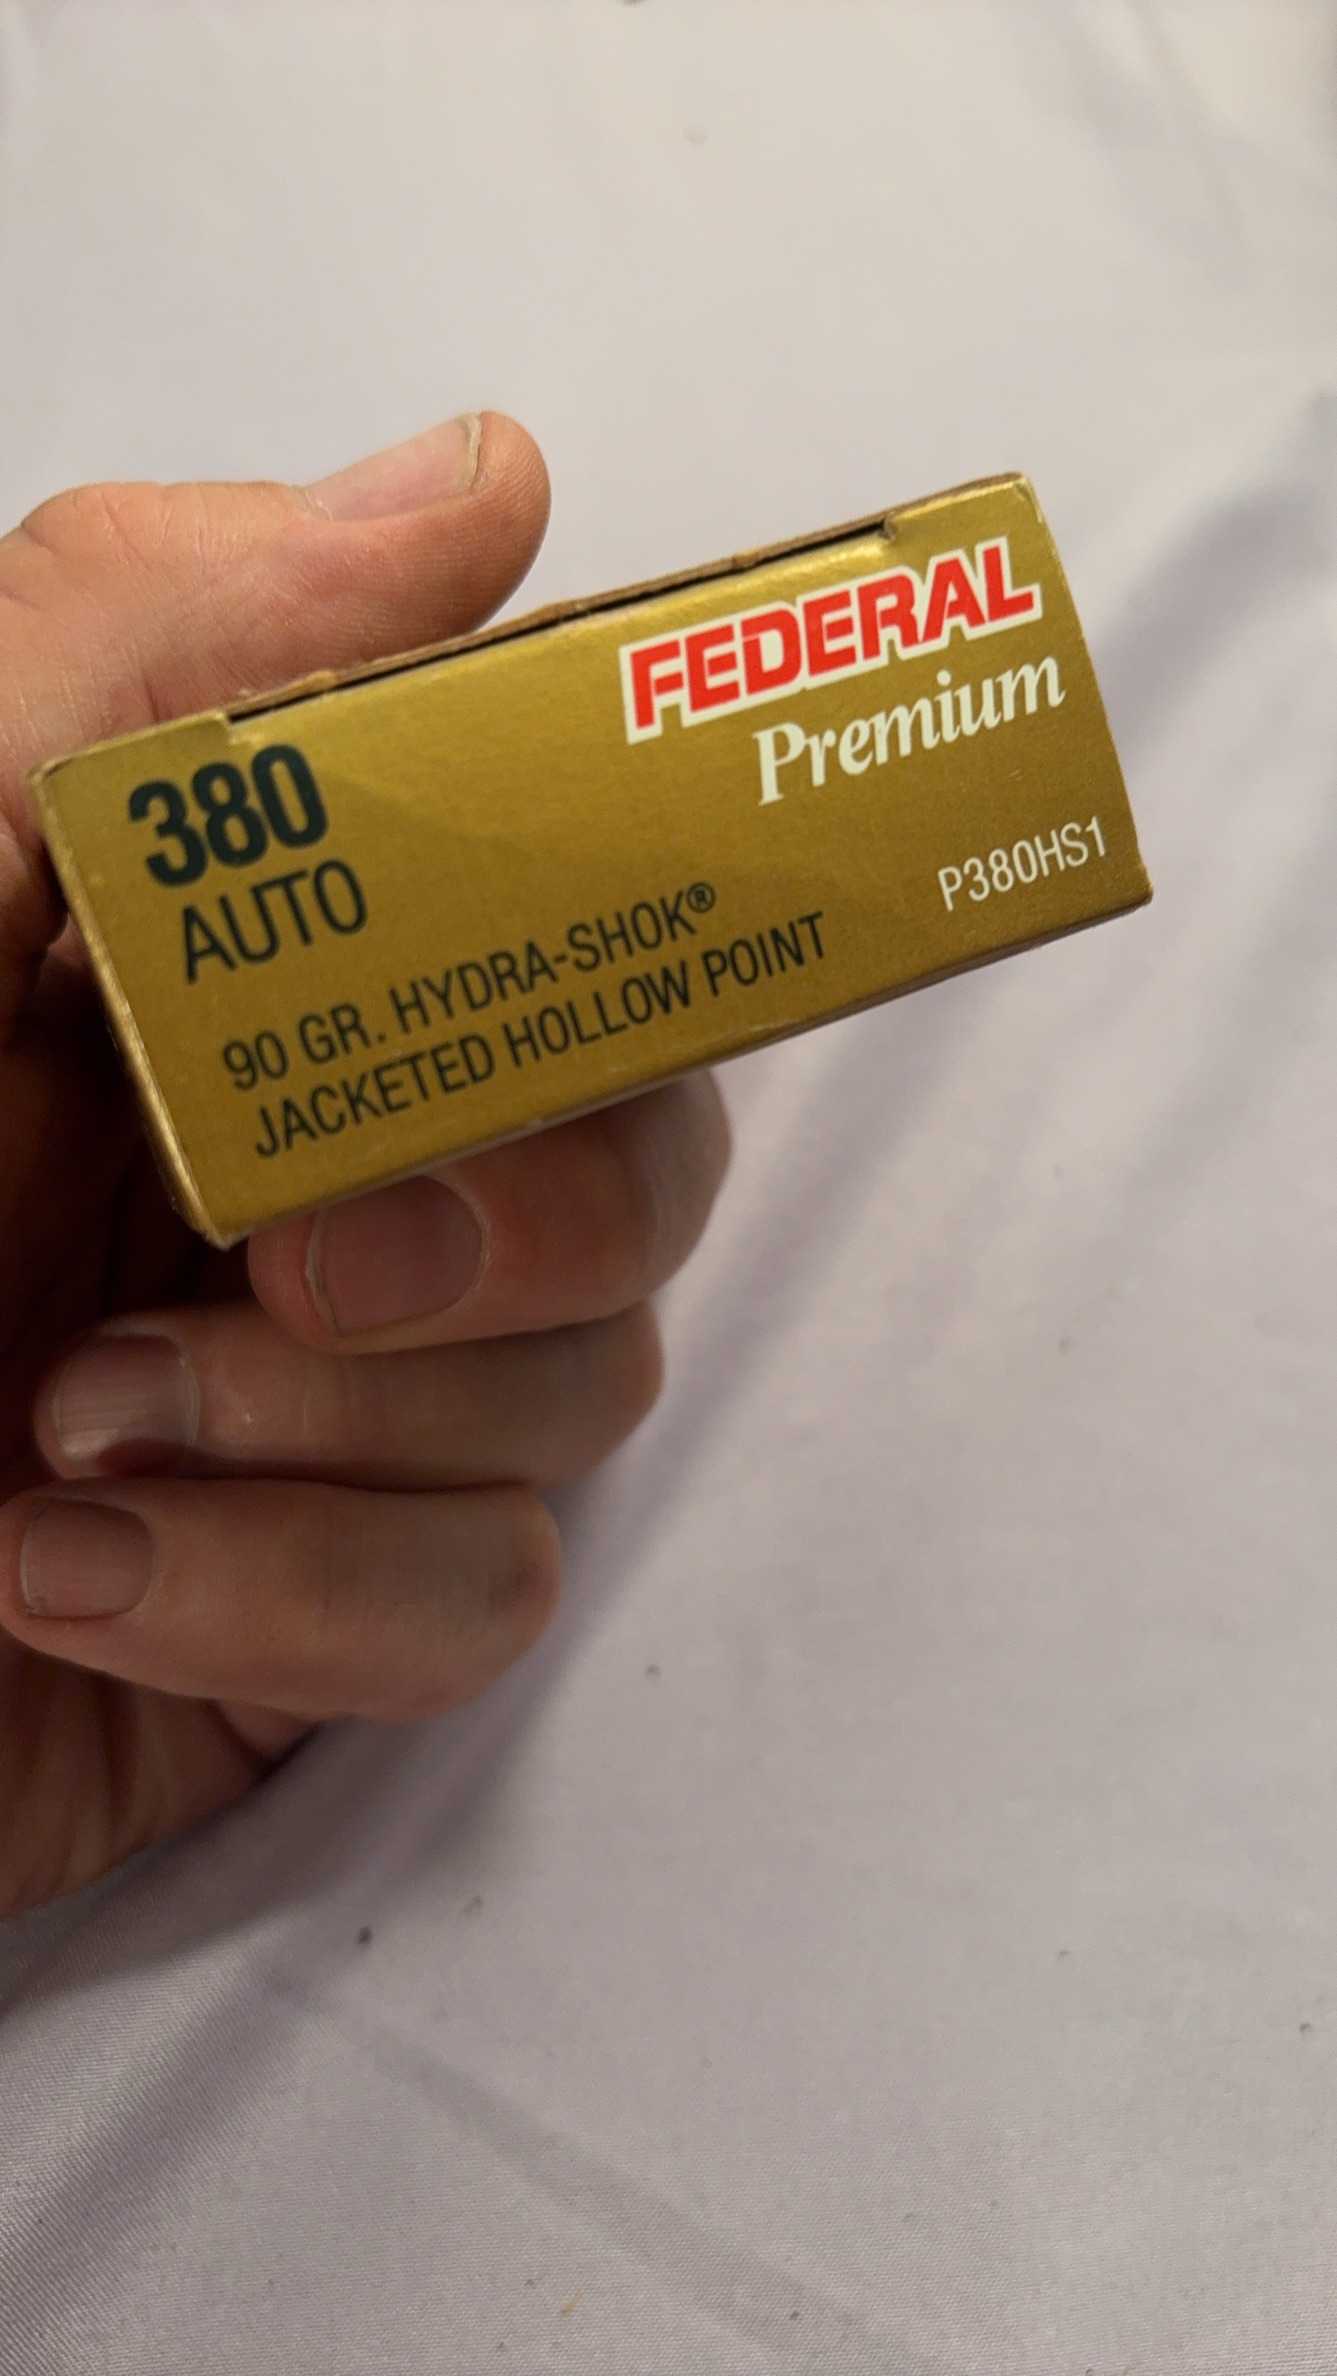 FEDERAL
Premium
380
AUTO
P380HS1
90 GR. HYDRA-SHOK®
JACKETED HOLLOW POINT